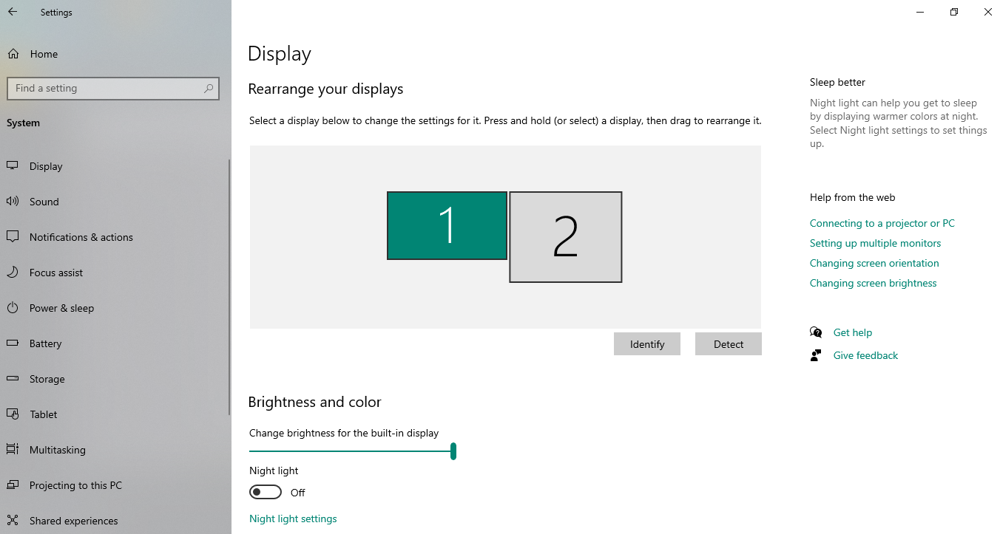 Settings
Home
Find a setting
System
Display
Sound
Notifications & actions
Focus assist
Power & sleep
Battery
Storage
Tablet
Multitasking
Projecting to this PC
Shared experiences
Display
Rearrange your displays
Select a display below to change the settings for it. Press and hold (or select) a display, then drag to rearrange it.
1
2
Identify
Detect
Brightness and color
Change brightness for the built-in display
Night light
Off
Night light settings
Sleep better
Night light can help you get to sleep
by displaying warmer colors at night.
Select Night light settings to set things
up.
Help from the web
Connecting to a projector or PC
Setting up multiple monitors
Changing screen orientation
Changing screen brightness
Get help
Give feedback